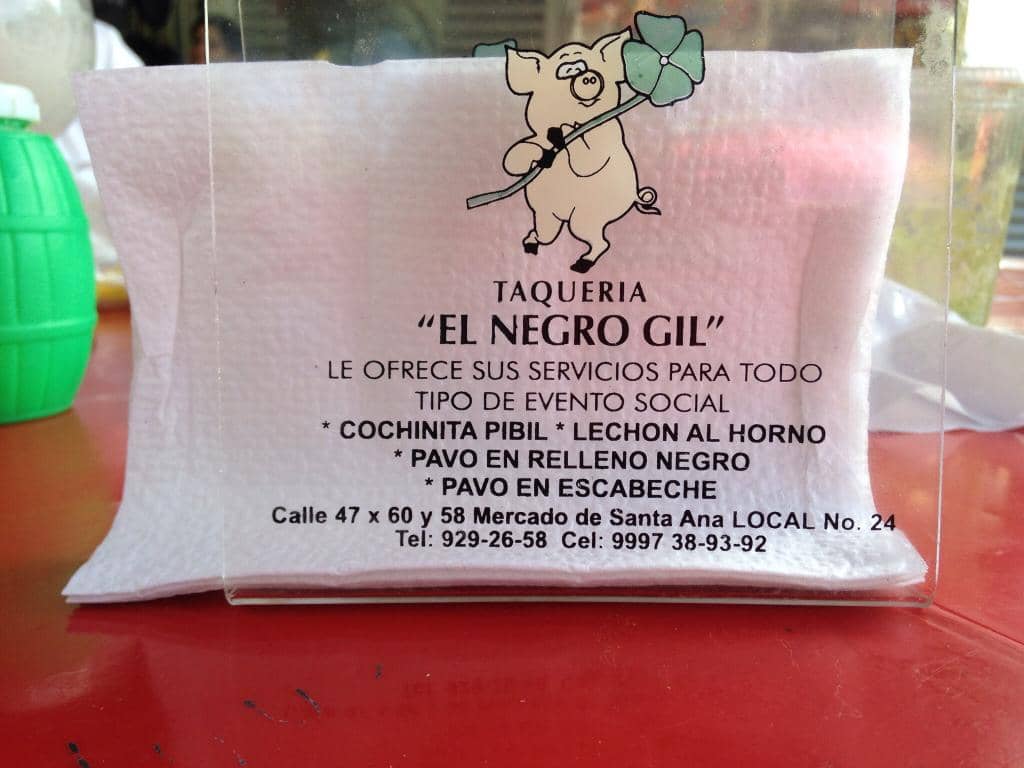 TAQUERIA
"EL NEGRO GIL"
LE OFRECE SUS SERVICIOS PARA TODO
TIPO DE EVENTO SOCIAL
* COCHINITA PIBIL * LECHON AL HORNO
* PAVO EN RELLENO NEGRO
* PAVO EN ESCABECHE
Calle 47 x 60 y 58 Mercado de Santa Ana LOCAL No. 24
Tel: 929-26-58 Cel: 9997 38-93-92